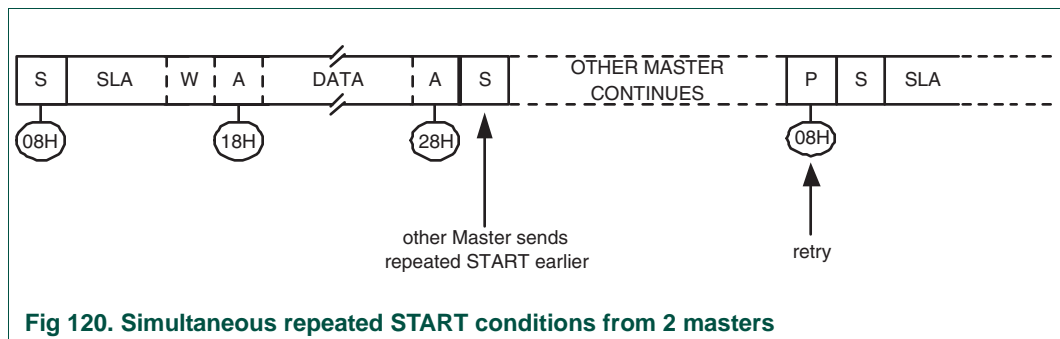 S SLA W A DATA A S OTHER MASTER CONTINUES P S SLA
08H 18H 28H 08H
other Master sends
repeated START earlier
retry
Fig 120. Simultaneous repeated START conditions from 2 masters